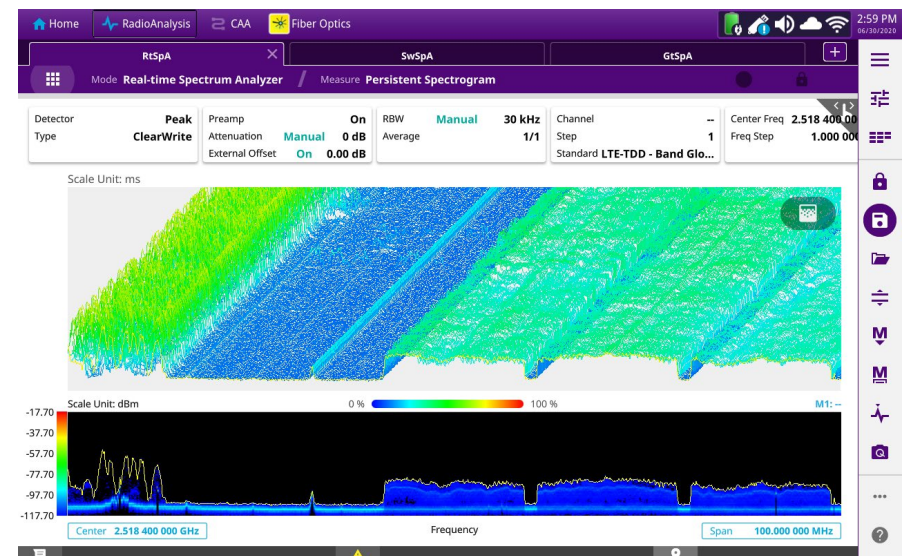 Home RadioAnalysis CAA Fiber Optics 2:59 PM
06/30/2020
RtSpA SwSpA GtSpA
Mode Real-time Spectrum Analyzer / Measure Persistent Spectrogram
Detector Peak
Type ClearWrite
Preamp On
Attenuation Manual 0 dB
External Offset On 0.00 dB
RBW Manual 30 kHz
Average 1/1
Channel --
Step 1
Standard LTE-TDD - Band Glo...
Center Freq 2.518 400 00
Freq Step 1.000 00
Scale Unit: ms
Scale Unit: dBm 0 % 100 % M1: --
-17.70
-37.70
-57.70
-77.70
-97.70
-117.70
Center 2.518 400 000 GHz Frequency Span 100.000 000 MHz
M
M